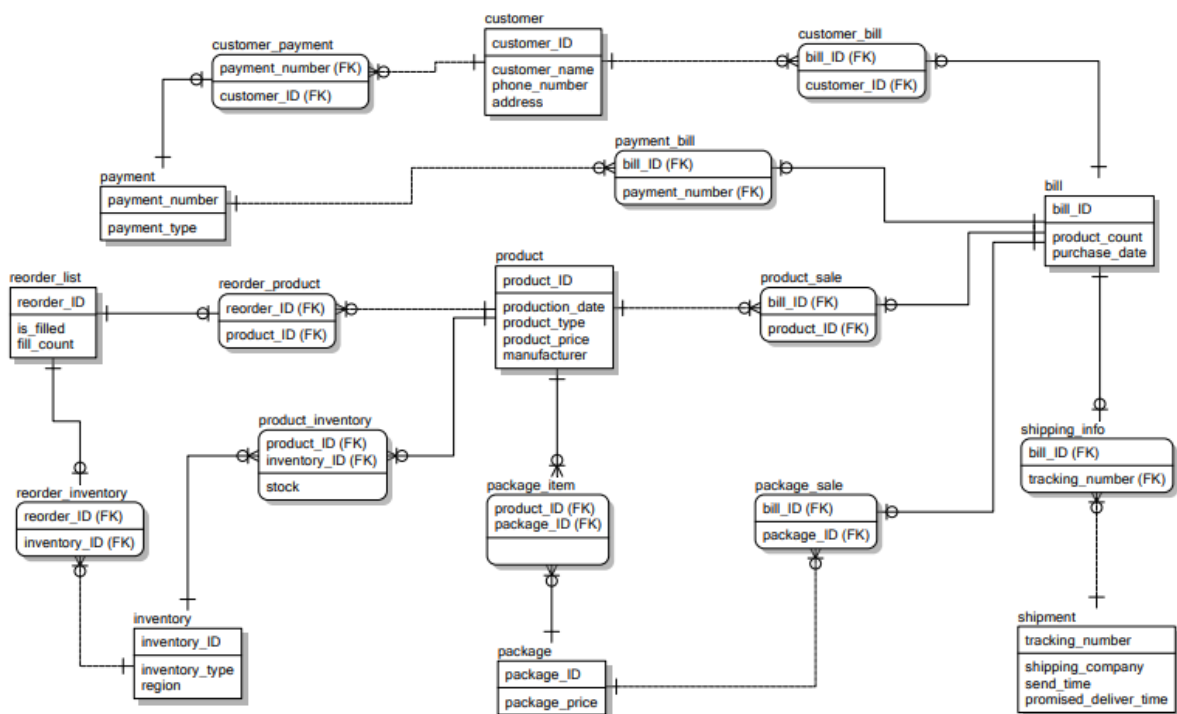 customer
customer_ID
customer_name
phone_number
address
customer_payment
payment_number (FK)
customer_ID (FK)
customer_bill
bill_ID (FK)
customer_ID (FK)
payment_bill
bill_ID (FK)
payment_number (FK)
payment
payment_number
payment_type
bill
bill_ID
product_count
purchase_date
reorder_list
reorder_ID
is_filled
fill_count
reorder_product
reorder_ID (FK)
product_ID (FK)
product
product_ID
production_date
product_type
product_price
manufacturer
product_sale
bill_ID (FK)
product_ID (FK)
product_inventory
product_ID (FK)
inventory_ID (FK)
stock
shipping_info
bill_ID (FK)
tracking_number (FK)
reorder_inventory
reorder_ID (FK)
inventory_ID (FK)
package_item
product_ID (FK)
package_ID (FK)
package_sale
bill_ID (FK)
package_ID (FK)
inventory
inventory_ID
inventory_type
region
package
package_ID
package_price
shipment
tracking_number
shipping_company
send_time
promised_deliver_time